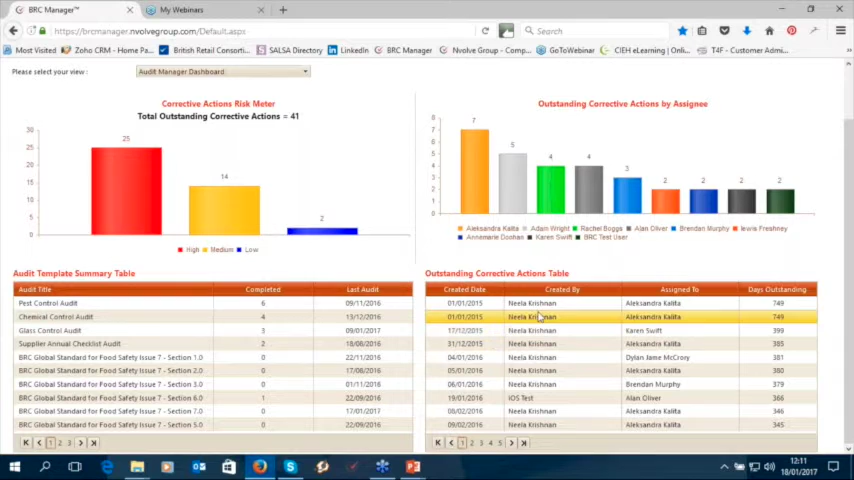 BRC Manager™
My Webinars
https://brcmanager.nvolvegroup.com/Default.aspx
Search
Most Visited
Zoho CRM - Home Pa...
British Retail Consorti...
SALSA Directory
LinkedIn
BRC Manager
Nvolve Group - Comp...
GoToWebinar
CIEH eLearning | Onli...
T4F - Customer Admi...
Please select your view :
Audit Manager Dashboard
Corrective Actions Risk Meter
Total Outstanding Corrective Actions = 41
30
25
20
15
10
5
0
25
14
2
High Medium Low
Outstanding Corrective Actions by Assignee
8
7
6
5
4
3
2
1
0
7
5
4
4
3
2
2
2
2
Aleksandra Kalita Adam Wright Rachel Boggs Alan Oliver Brendan Murphy lewis Freshney
Annemarie Doohan Karen Swift BRC Test User
Audit Template Summary Table
Audit Title Completed Last Audit
Pest Control Audit 6 09/11/2016
Chemical Control Audit 4 13/12/2016
Glass Control Audit 3 09/01/2017
Supplier Annual Checklist Audit 2 18/08/2016
BRC Global Standard for Food Safety Issue 7 - Section 1.0 0 22/11/2016
BRC Global Standard for Food Safety Issue 7 - Section 2.0 0 17/08/2016
BRC Global Standard for Food Safety Issue 7 - Section 3.0 0 01/11/2016
BRC Global Standard for Food Safety Issue 7 - Section 6.0 1 22/09/2016
BRC Global Standard for Food Safety Issue 7 - Section 7.0 0 17/01/2017
BRC Global Standard for Food Safety Issue 7 - Section 5.0 0 22/09/2016
1 2 3
Outstanding Corrective Actions Table
Created Date Created By Assigned To Days Outstanding
01/01/2015 Neela Krishnan Aleksandra Kalita 749
01/01/2015 Neela Krishnan Aleksandra Kalita 749
17/12/2015 Neela Krishnan Karen Swift 399
31/12/2015 Neela Krishnan Aleksandra Kalita 385
04/01/2016 Neela Krishnan Dylan Jame McCrory 381
05/01/2016 Neela Krishnan Aleksandra Kalita 380
06/01/2016 Neela Krishnan Brendan Murphy 379
19/01/2016 iOS Test Alan Oliver 366
08/02/2016 Neela Krishnan Aleksandra Kalita 346
09/02/2016 Neela Krishnan Aleksandra Kalita 345
1 2 3 4 5
12:11
18/01/2017